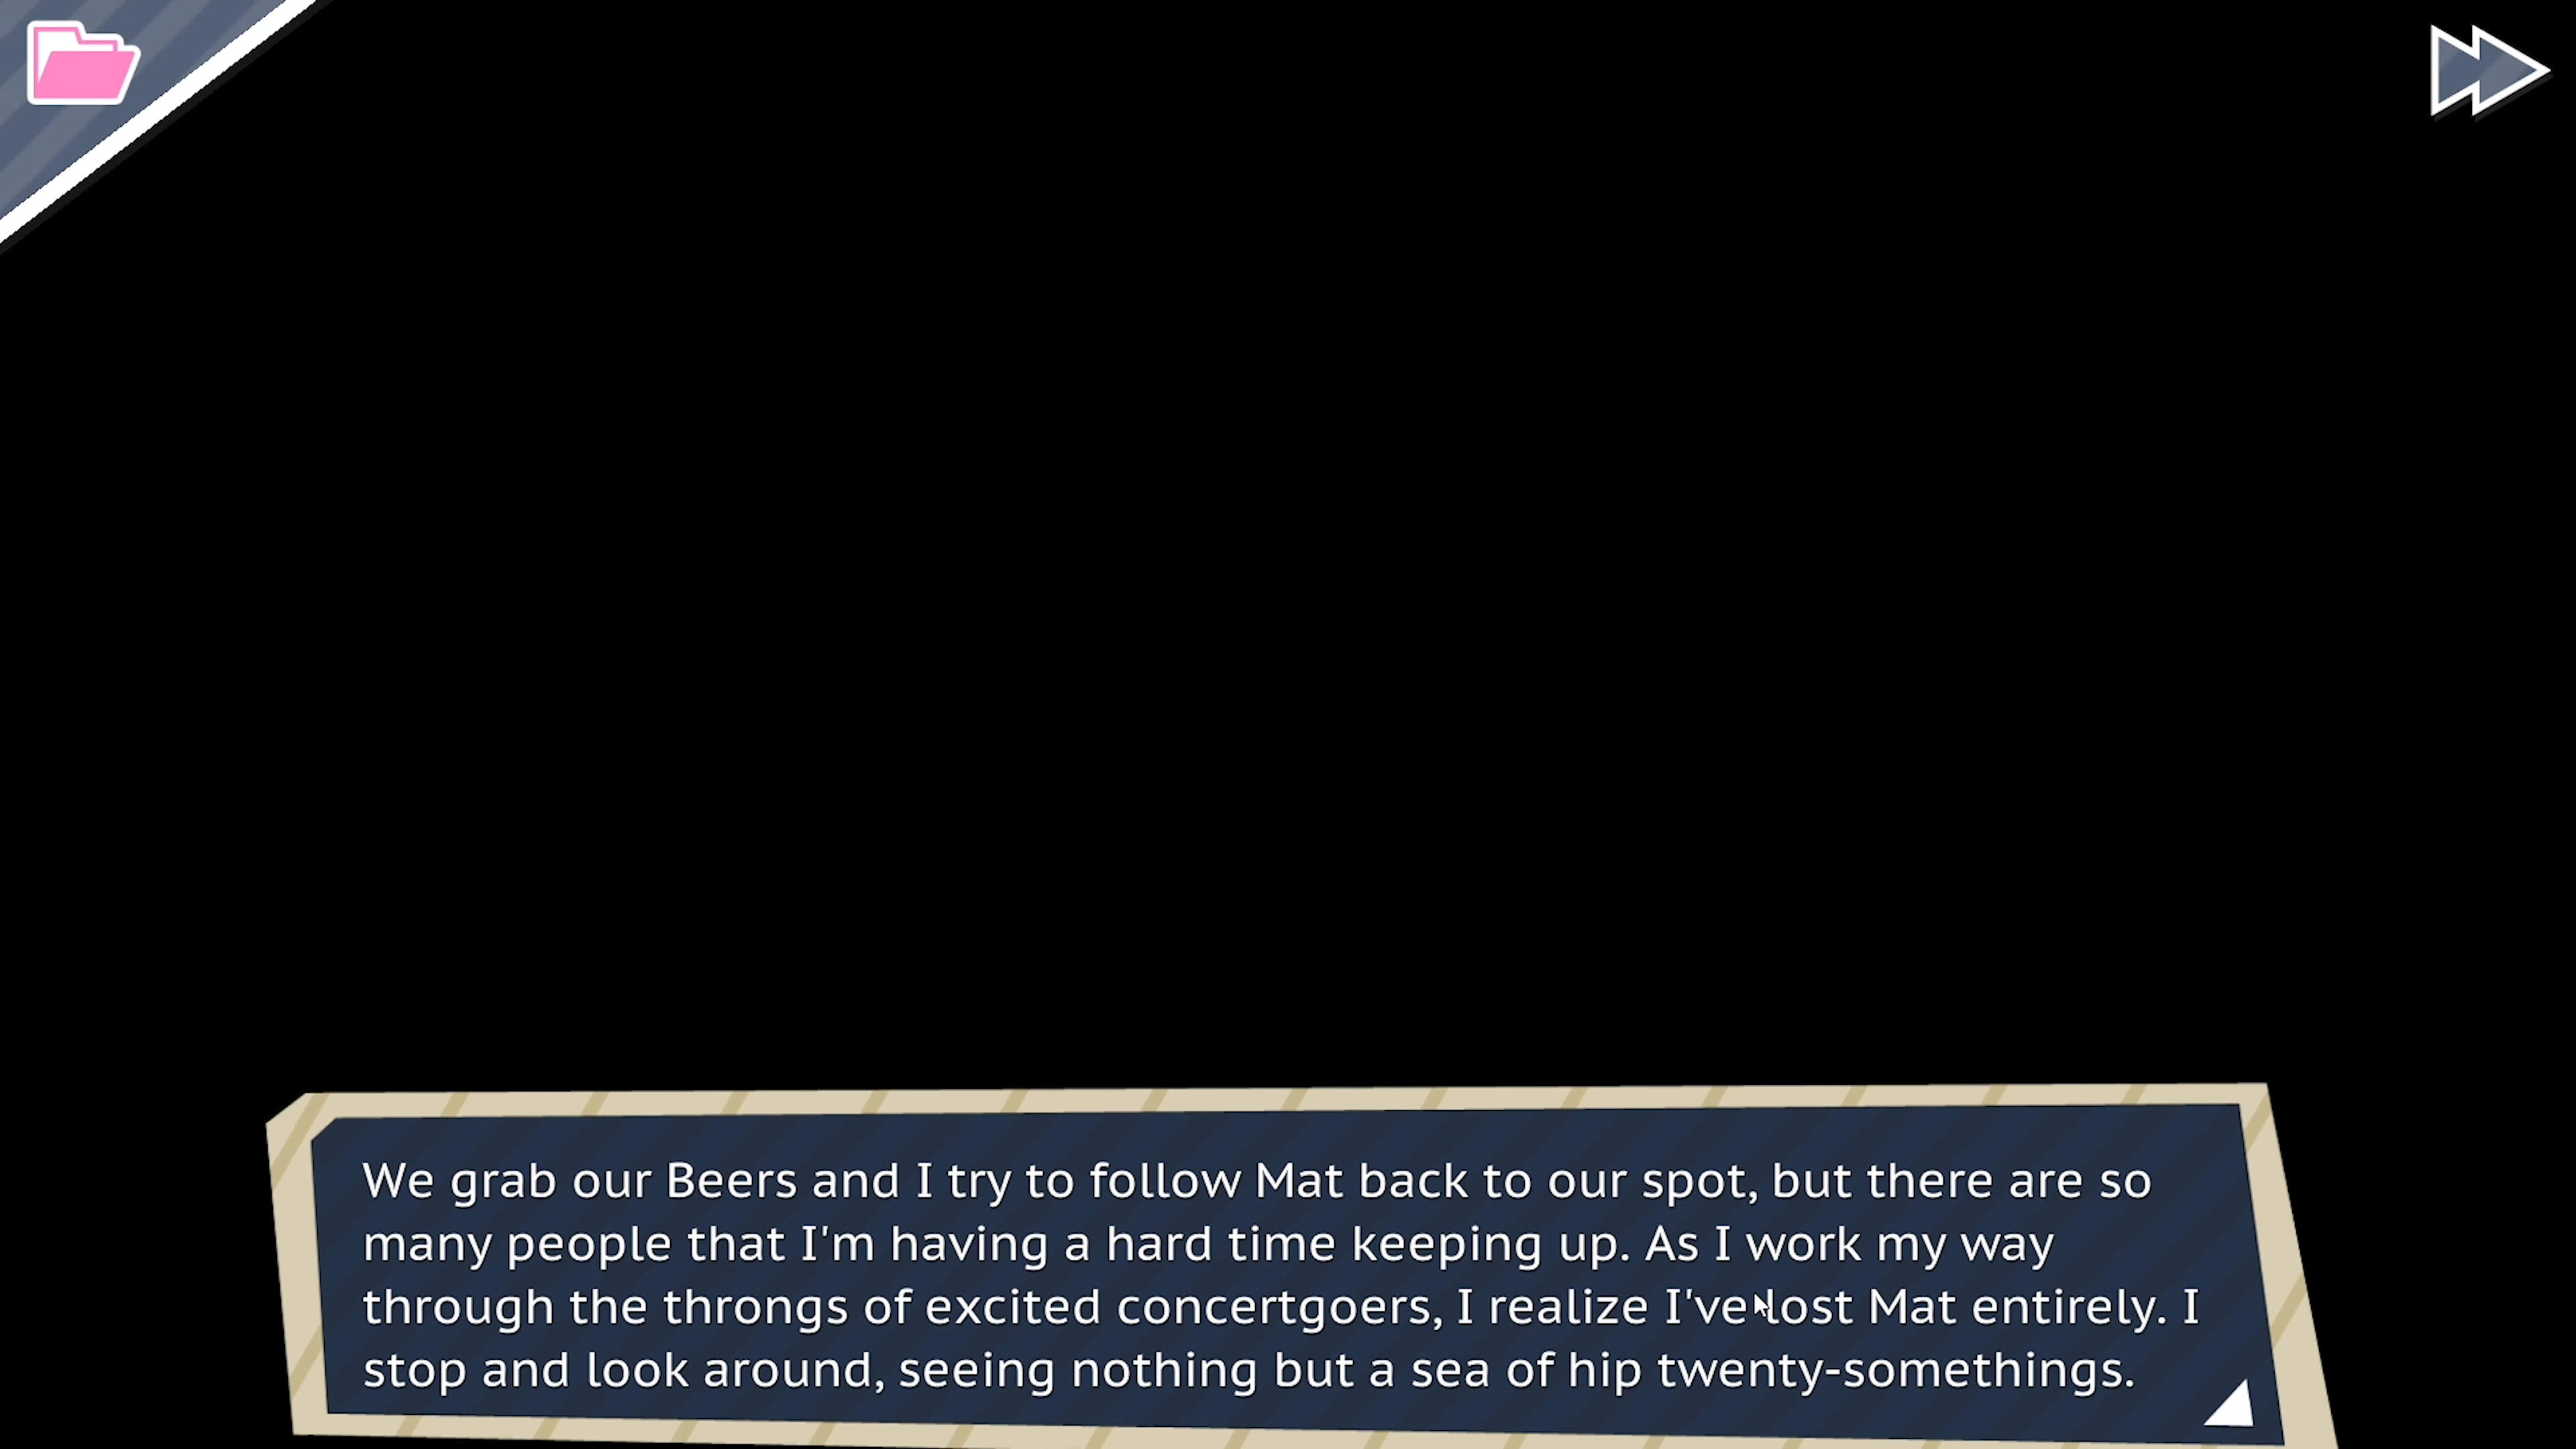 We grab our Beers and I try to follow Mat back to our spot, but there are so
many people that I'm having a hard time keeping up. As I work my way
through the throngs of excited concertgoers, I realize I've lost Mat entirely. I
stop and look around, seeing nothing but a sea of hip twenty-somethings.